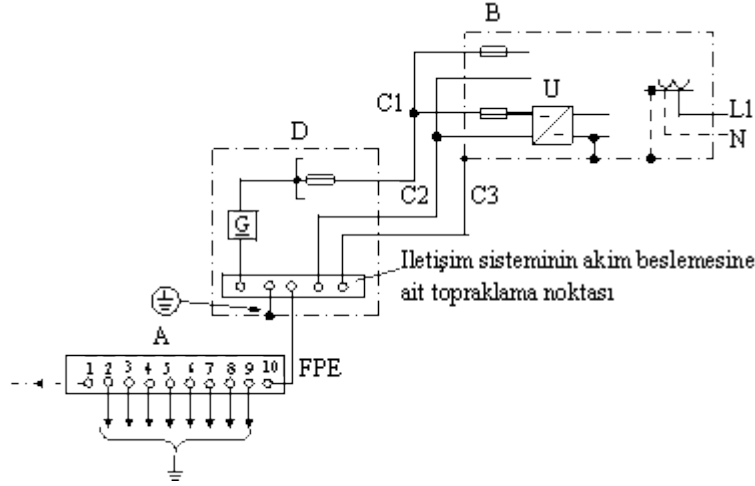 B
U
C1
L1
N
D
C2
C3
G
Iletişim sisteminin akim beslemesine
ait topraklama noktası
A
1 2 3 4 5 6 7 8 9 10
FPE